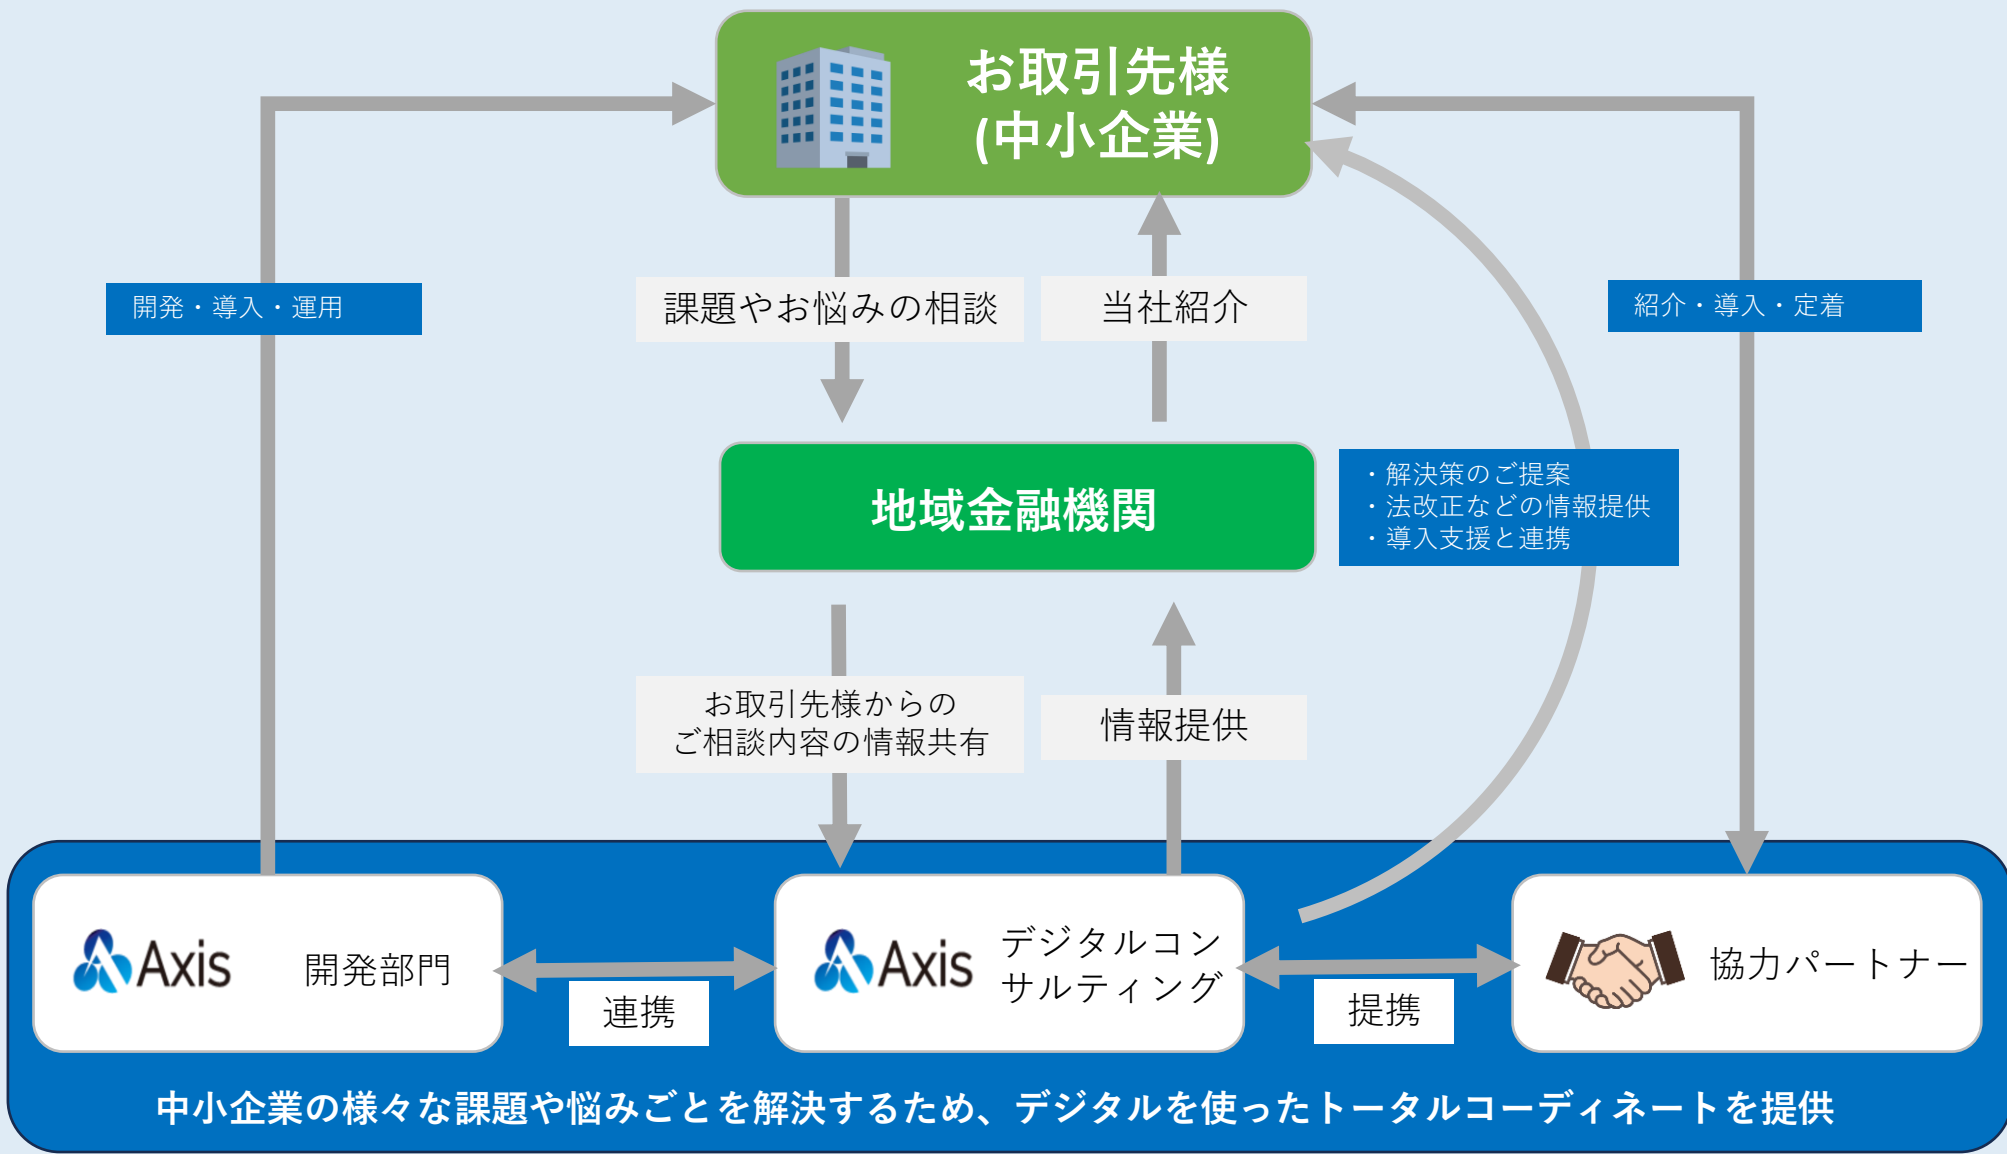 お取引先様
(中小企業)
開発・導入・運用
課題やお悩みの相談
当社紹介
紹介・導入・定着
地域金融機関
・解決策のご提案
・法改正などの情報提供
・導入支援と連携
お取引先様からの
ご相談内容の情報共有
情報提供
Axis
開発部門
連携
Axis
デジタルコン
サルティング
提携
協力パートナー
中小企業の様々な課題や悩みごとを解決するため、デジタルを使ったトータルコーディネートを提供